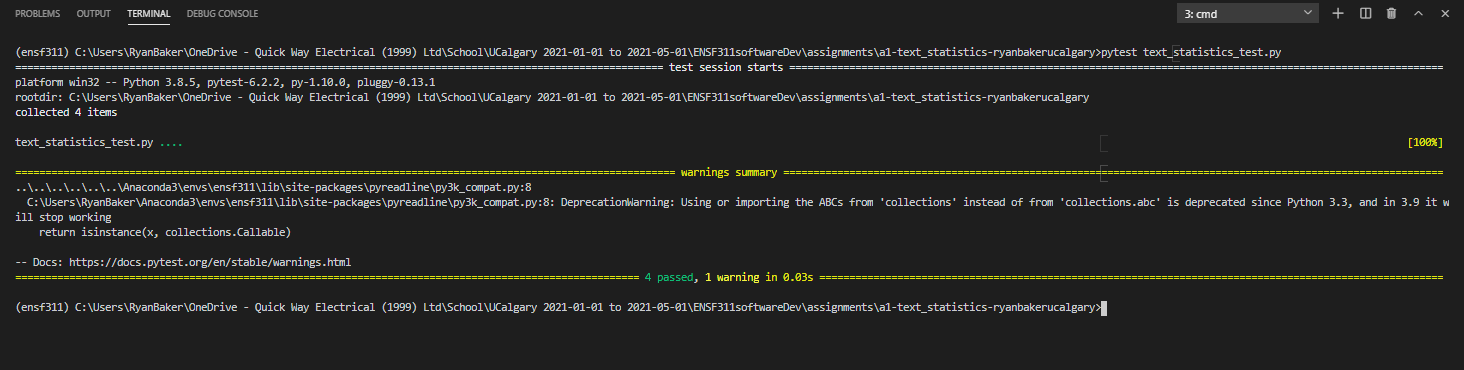 PROBLEMS OUTPUT TERMINAL DEBUG CONSOLE 3: cmd
(ensf311) C:\Users\RyanBaker\OneDrive - Quick Way Electrical (1999) Ltd\School\UCalgary 2021-01-01 to 2021-05-01\ENSF311softwareDev\assignments\a1-text_statistics-ryanbakerucalgary>pytest text_statistics_test.py
test session starts
platform win32 -- Python 3.8.5, pytest-6.2.2, py-1.10.0, pluggy-0.13.1
rootdir: C:\Users\RyanBaker\OneDrive - Quick Way Electrical (1999) Ltd\School\UCalgary 2021-01-01 to 2021-05-01\ENSF311softwareDev\assignments\a1-text_statistics-ryanbakerucalgary
collected 4 items
text_statistics_test.py .... [100%]
warnings summary
..\..\..\..\..\..\Anaconda3\envs\ensf311\lib\site-packages\pyreadline\py3k_compat.py:8
C:\Users\RyanBaker\Anaconda3\envs\ensf311\lib\site-packages\pyreadline\py3k_compat.py:8: DeprecationWarning: Using or importing the ABCs from 'collections' instead of from 'collections.abc' is deprecated since Python 3.3, and in 3.9 it w
ill stop working
return isinstance(x, collections.Callable)
-- Docs: https://docs.pytest.org/en/stable/warnings.html
4 passed, 1 warning in 0.03s
(ensf311) C:\Users\RyanBaker\OneDrive - Quick Way Electrical (1999) Ltd\School\UCalgary 2021-01-01 to 2021-05-01\ENSF311softwareDev\assignments\a1-text_statistics-ryanbakerucalgary>